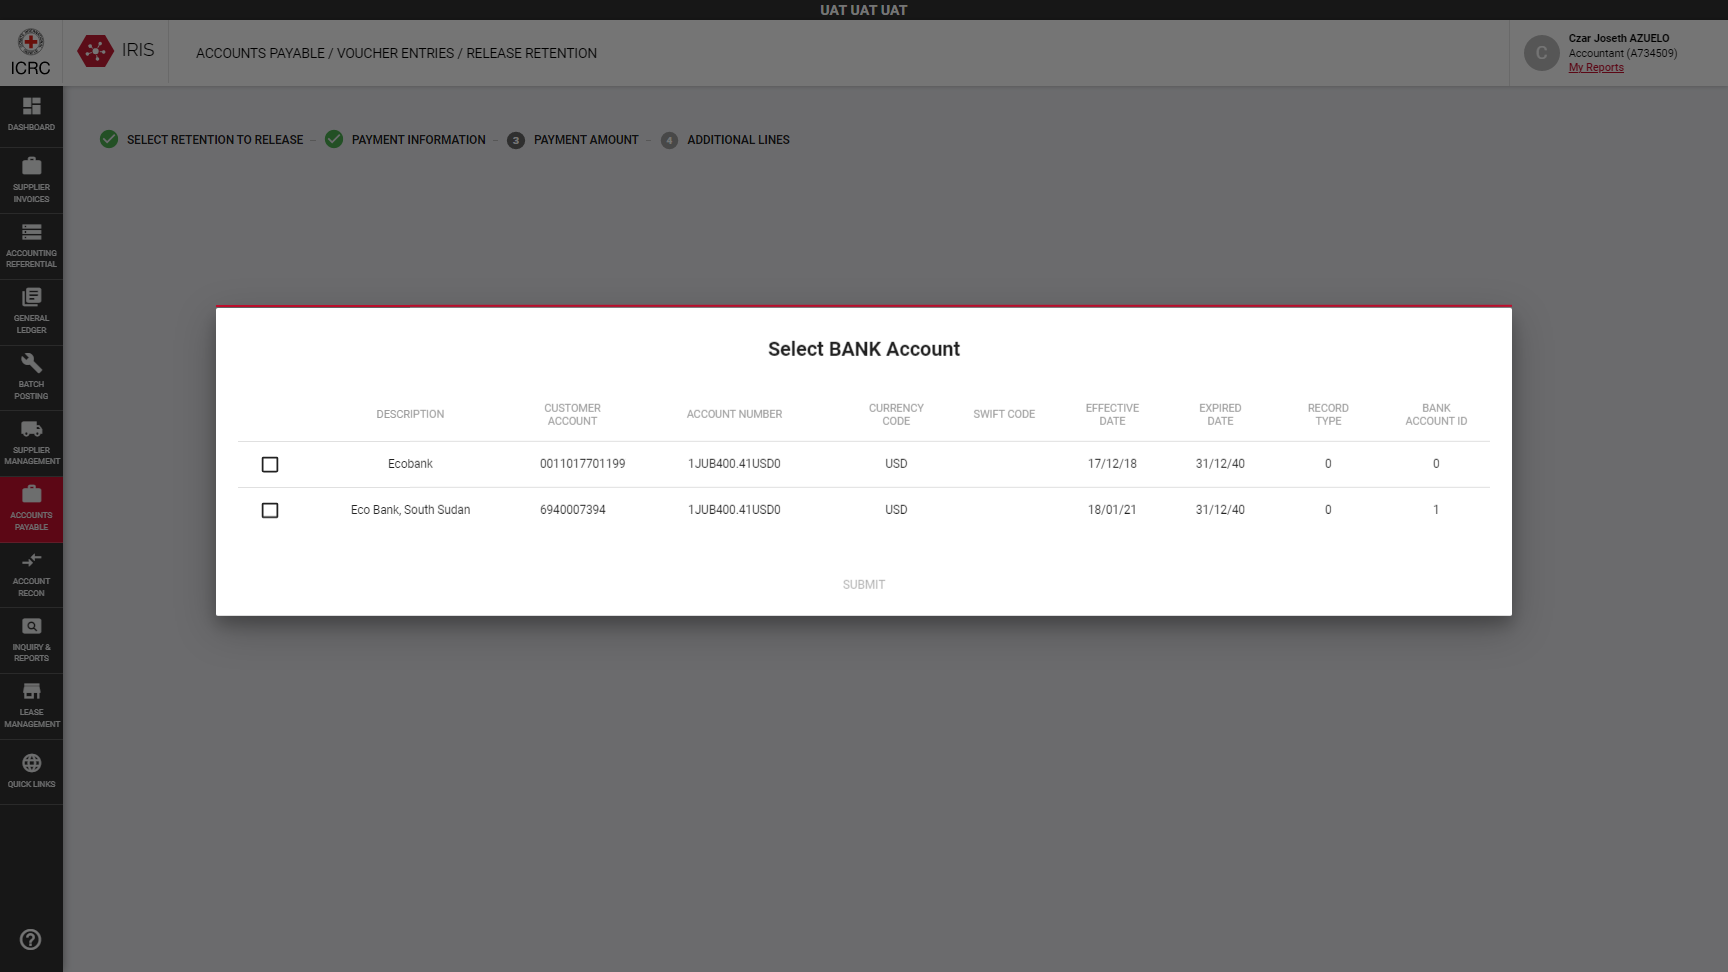 UAT UAT UAT
ICRC
IRIS
ACCOUNTS PAYABLE / VOUCHER ENTRIES / RELEASE RETENTION
C
Czar Joseth AZUELO
Accountant (A734509)
My Reports
DASHBOARD
SUPPLIER
INVOICES
ACCOUNTING
REFERENTIAL
GENERAL
LEDGER
BATCH
POSTING
SUPPLIER
MANAGEMENT
ACCOUNTS
PAYABLE
ACCOUNT
RECON
INQUIRY &
REPORTS
LEASE
MANAGEMENT
QUICK LINKS
SELECT RETENTION TO RELEASE – PAYMENT INFORMATION – 3 PAYMENT AMOUNT – 4 ADDITIONAL LINES
Select BANK Account
DESCRIPTION CUSTOMER ACCOUNT ACCOUNT NUMBER CURRENCY CODE SWIFT CODE EFFECTIVE DATE EXPIRED DATE RECORD TYPE BANK ACCOUNT ID
Ecobank 0011017701199 1JUB400.41USD0 USD 17/12/18 31/12/40 0 0
Eco Bank, South Sudan 6940007394 1JUB400.41USD0 USD 18/01/21 31/12/40 0 1
SUBMIT